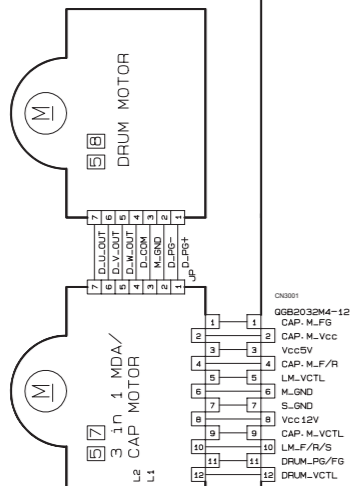 M
5 8
DRUM MOTOR
7 6 5 4 3 2 1
D_U_OUT
D_V_OUT
D_W_OUT
D_COM
M_GND
D_PG-
D_PG+
7 6 5 4 3 2 1
JP
M
5 7
3 in 1 MDA/
CAP MOTOR
L2
L1
CN3001
QGB2032M4-12
1 1 CAP.M_FG
2 2 CAP.M_Vcc
3 3 Vcc5V
4 4 CAP.M_F/R
5 5 LM_VCTL
6 6 M_GND
7 7 S_GND
8 8 Vcc12V
9 9 CAP.M_VCTL
10 10 LM_F/R/S
11 11 DRUM_PG/FG
12 12 DRUM_VCTL